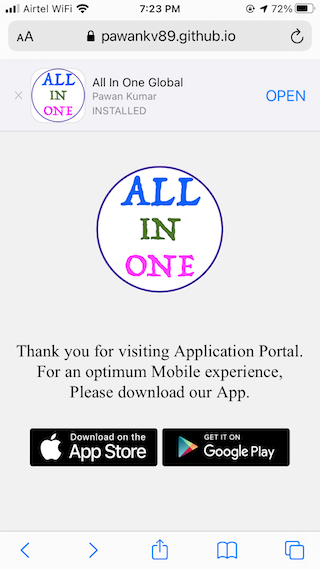 Airtel WiFi 7:23 PM 72%
AA pawankv89.github.io
ALL
IN
ONE
All In One Global
Pawan Kumar
INSTALLED
OPEN
ALL
IN
ONE
Thank you for visiting Application Portal.
For an optimum Mobile experience,
Please download our App.
Download on the
App Store
GET IT ON
Google Play